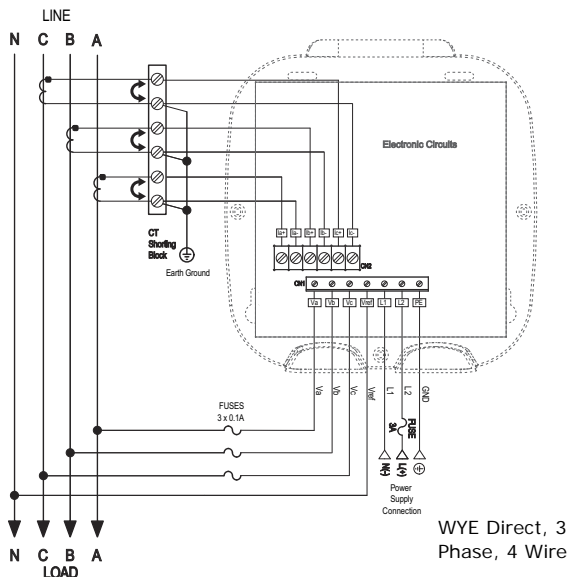 LINE
N C B A
Electronic Circuits
CT
Shorting
Block
Earth Ground
Ia+ Ia- Ib+ Ib- Ic+ Ic-
CN2
CN1
Va Vb Vc Vref L1 L2 PE
Va Vb Vc Vref L1 L2 GND
FUSES
3 x 0.1A
FUSE
3A
N(-) L(+)
Power
Supply
Connection
WYE Direct, 3
Phase, 4 Wire
N C B A
LOAD